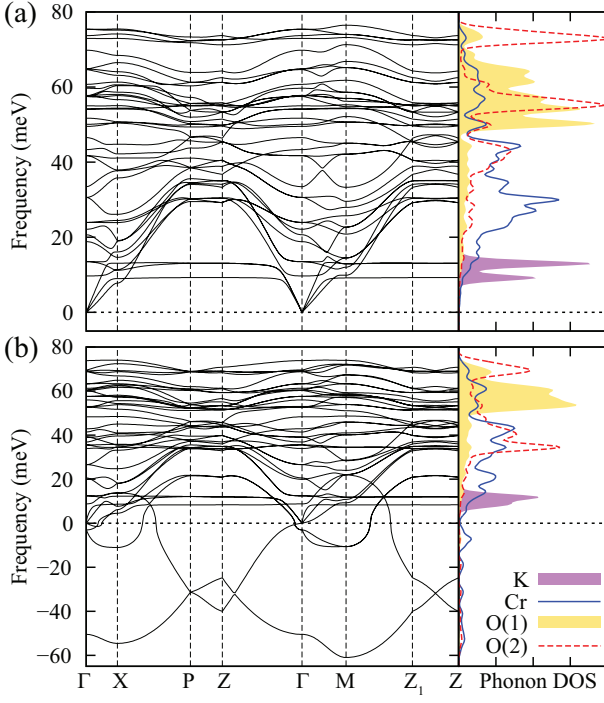 (a)
80
60
40
20
0
Frequency (meV)
(b)
80
60
40
20
0
−20
−40
−60
Frequency (meV)
K
Cr
O(1)
O(2)
Γ X P Z Γ M Z1 Z Phonon DOS